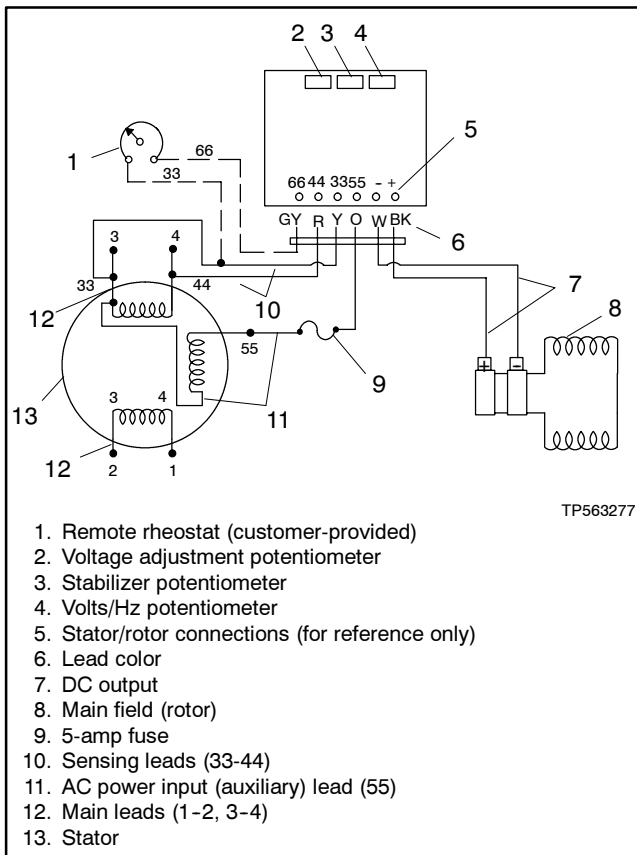 2 3 4
1
66
33
5
66 44 33 55 - +
GY R Y O W BK
6
3 4
33 44
10
7
12
8
55
9
13
3 4
11
12
2 1
TP563277
1. Remote rheostat (customer-provided)
2. Voltage adjustment potentiometer
3. Stabilizer potentiometer
4. Volts/Hz potentiometer
5. Stator/rotor connections (for reference only)
6. Lead color
7. DC output
8. Main field (rotor)
9. 5-amp fuse
10. Sensing leads (33-44)
11. AC power input (auxiliary) lead (55)
12. Main leads (1-2, 3-4)
13. Stator